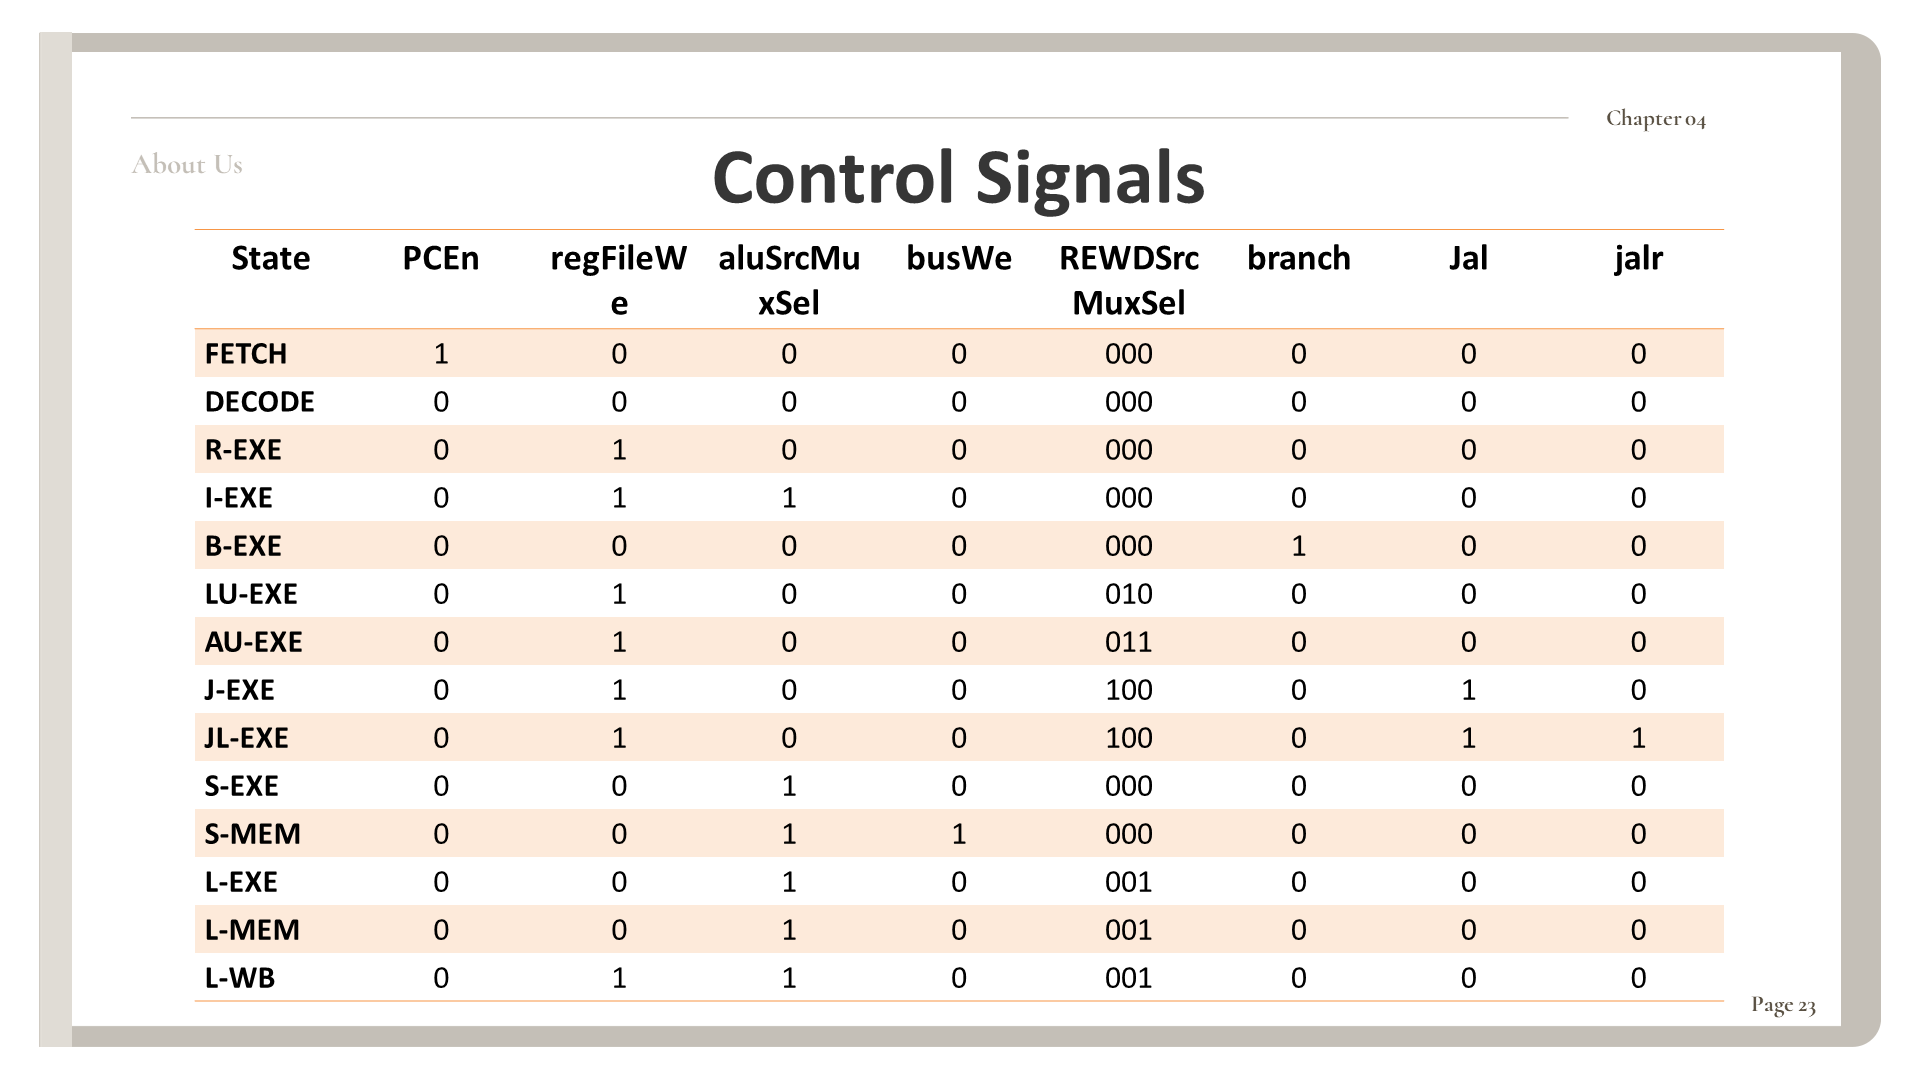 Chapter 04
About Us
Control Signals
State PCEn regFileW aluSrcMu busWe REWDSrc branch Jal jalr
e xSel MuxSel
FETCH 1 0 0 0 000 0 0 0
DECODE 0 0 0 0 000 0 0 0
R-EXE 0 1 0 0 000 0 0 0
I-EXE 0 1 1 0 000 0 0 0
B-EXE 0 0 0 0 000 1 0 0
LU-EXE 0 1 0 0 010 0 0 0
AU-EXE 0 1 0 0 011 0 0 0
J-EXE 0 1 0 0 100 0 1 0
JL-EXE 0 1 0 0 100 0 1 1
S-EXE 0 0 1 0 000 0 0 0
S-MEM 0 0 1 1 000 0 0 0
L-EXE 0 0 1 0 001 0 0 0
L-MEM 0 0 1 0 001 0 0 0
L-WB 0 1 1 0 001 0 0 0
Page 23